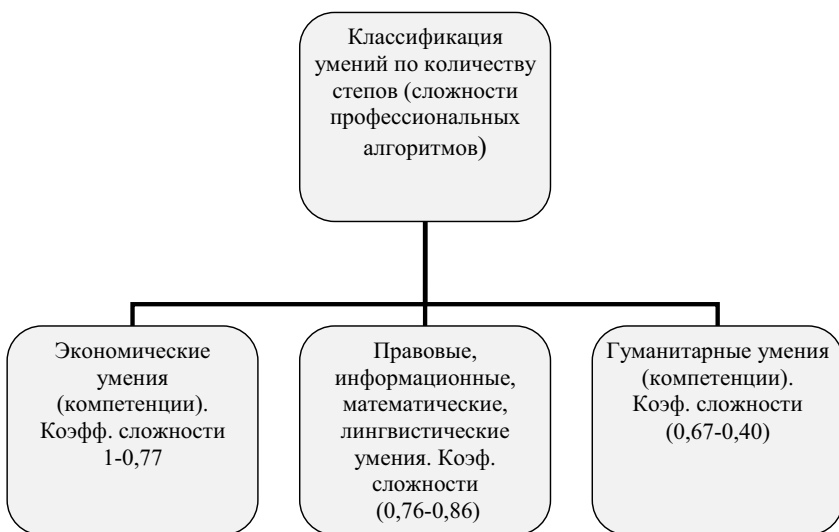 Классификация
умений по количеству
степов (сложности
профессиональных
алгоритмов)
Экономические
умения
(компетенции).
Коэфф. сложности
1-0,77
Правовые,
информационные,
математические,
лингвистические
умения. Коэф.
сложности
(0,76-0,86)
Гуманитарные умения
(компетенции).
Коэф. сложности
(0,67-0,40)